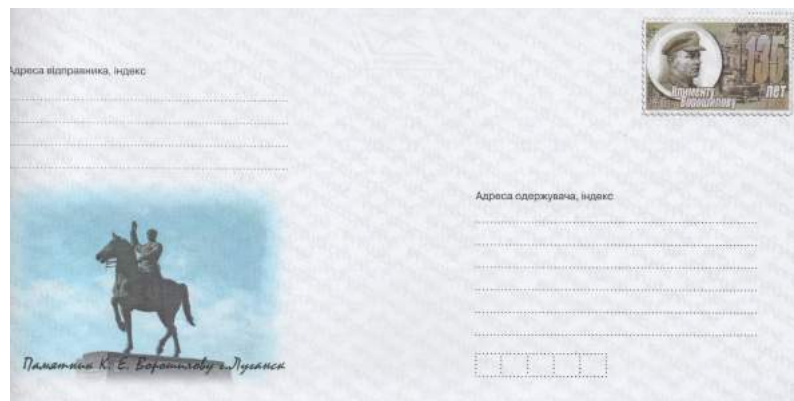 Адреса відправника, індекс
135
лет
Клименту
Ворошилову
Адреса одержувача, індекс
Памятник К. Е. Ворошилову г.Луганск